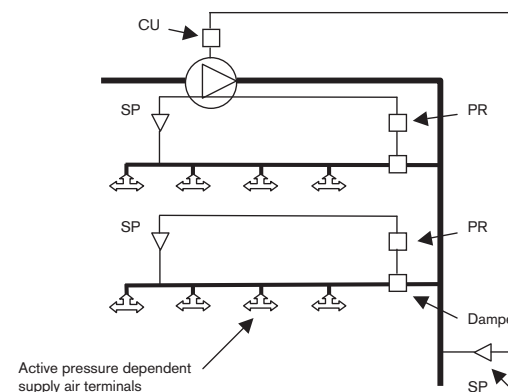 CU
SP
PR
SP
PR
Active pressure dependent
supply air terminals
SP